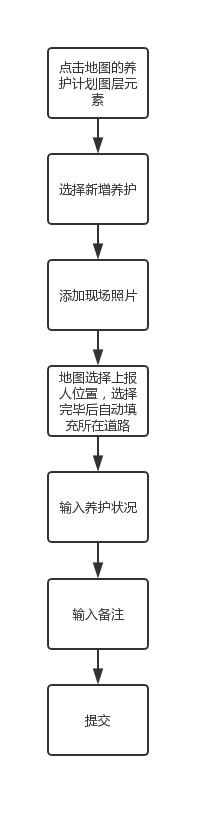 点击地图的养
护计划图层元
素
选择新增养护
添加现场照片
地图选择上报
人位置，选择
完毕后自动填
充所在道路
输入养护状况
输入备注
提交